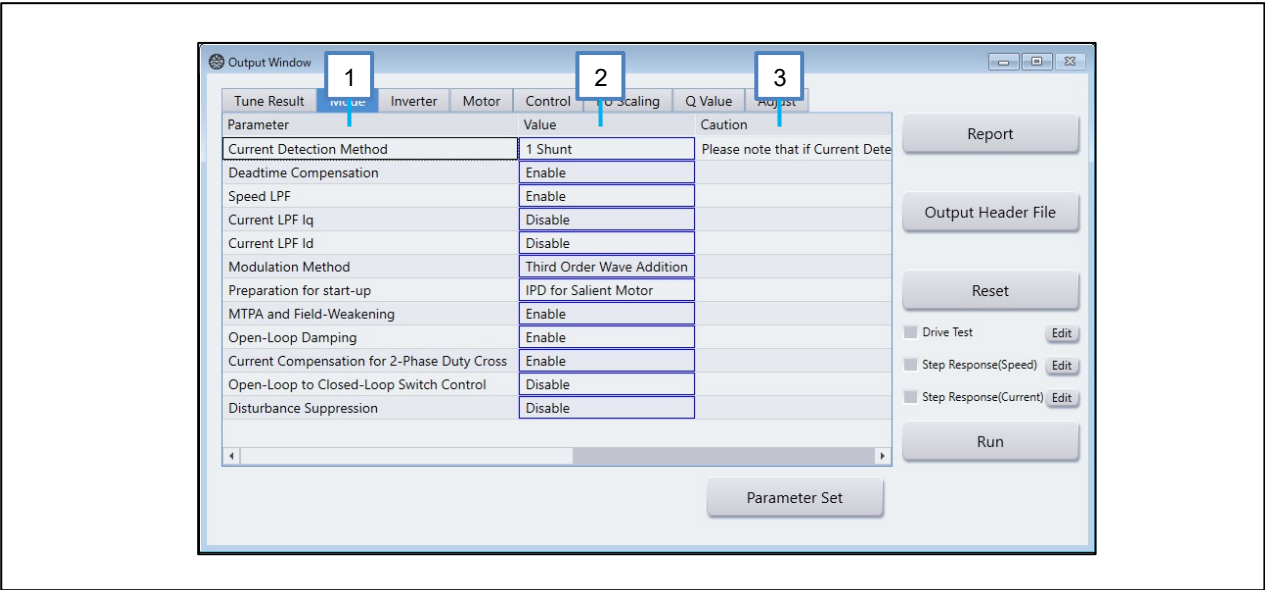 Output Window
1 2 3
Tune Result Mode Inverter Motor Control PU Scaling Q Value Adjust
Parameter Value Caution
Current Detection Method 1 Shunt Please note that if Current Dete
Deadtime Compensation Enable
Speed LPF Enable
Current LPF Iq Disable
Current LPF Id Disable
Modulation Method Third Order Wave Addition
Preparation for start-up IPD for Salient Motor
MTPA and Field-Weakening Enable
Open-Loop Damping Enable
Current Compensation for 2-Phase Duty Cross Enable
Open-Loop to Closed-Loop Switch Control Disable
Disturbance Suppression Disable
Report
Output Header File
Reset
Drive Test Edit
Step Response(Speed) Edit
Step Response(Current) Edit
Run
Parameter Set